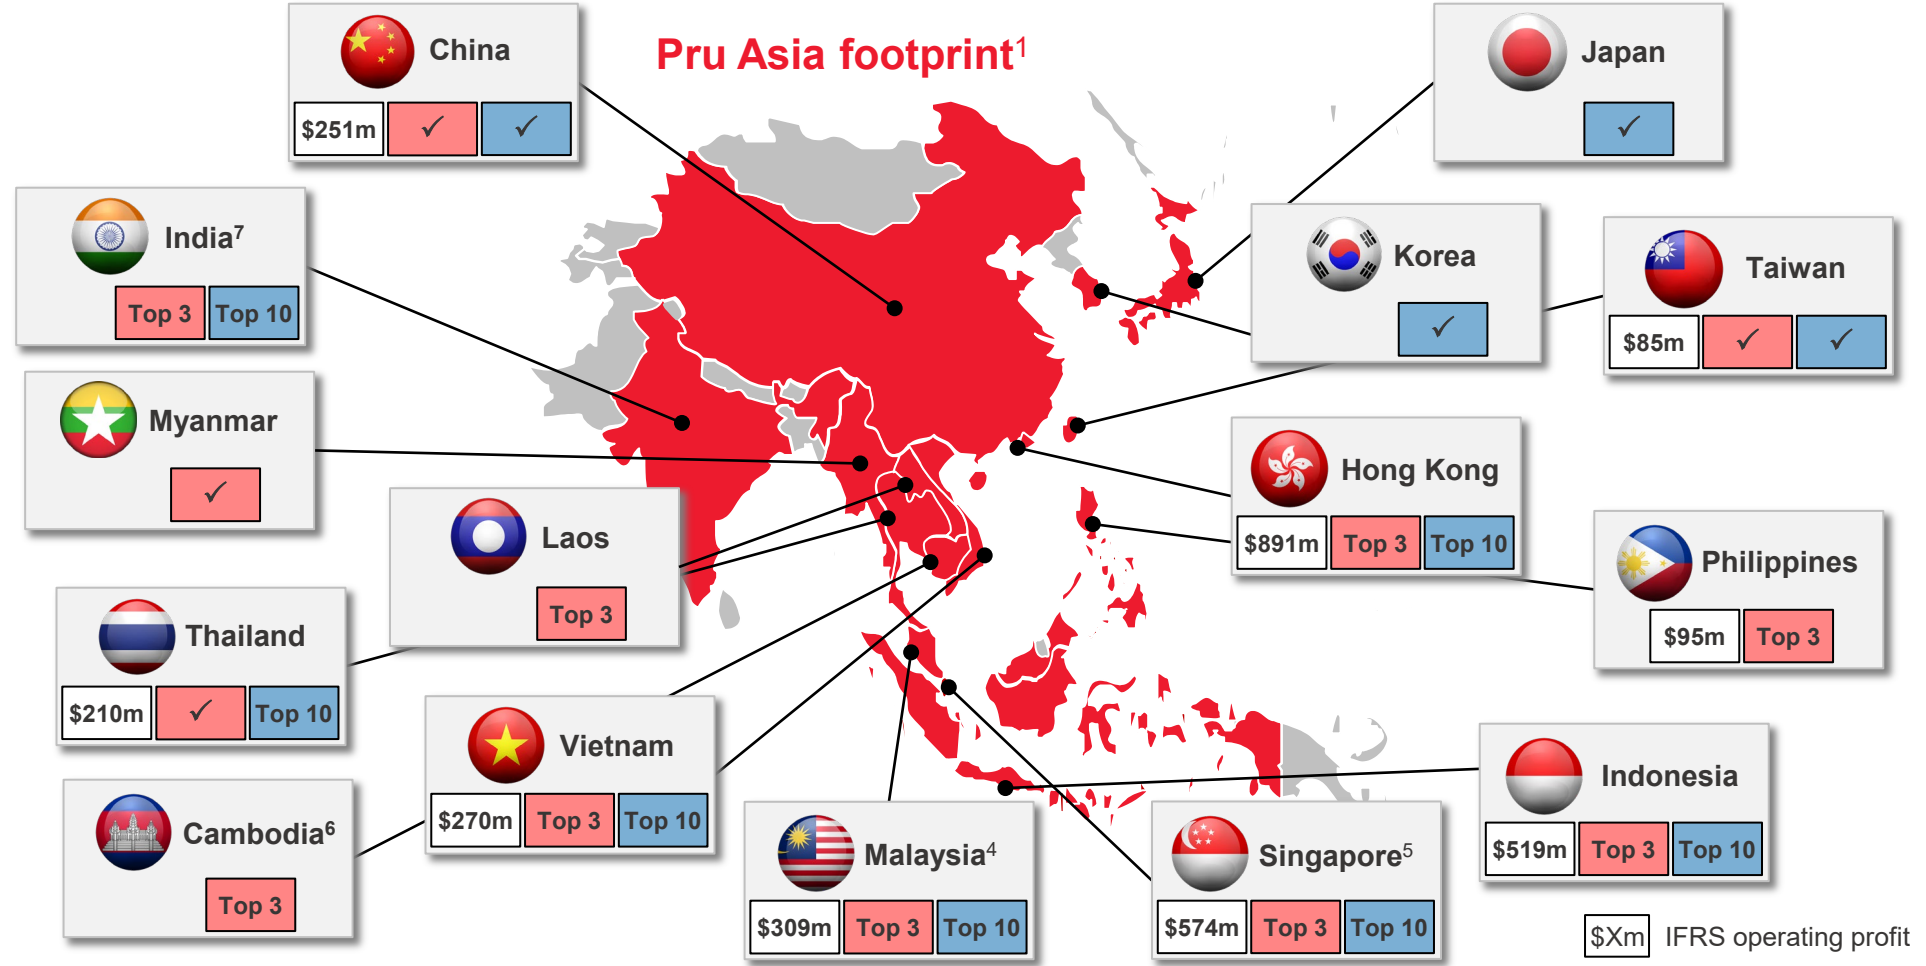 Pru Asia footprint1
China
$251m ✓ ✓
Japan
✓
India7
Top 3 Top 10
Korea
✓
Taiwan
$85m ✓ ✓
Myanmar
✓
Hong Kong
$891m Top 3 Top 10
Laos
Top 3
Philippines
$95m Top 3
Thailand
$210m ✓ Top 10
Vietnam
$270m Top 3 Top 10
Indonesia
$519m Top 3 Top 10
Cambodia6
Top 3
Malaysia4
$309m Top 3 Top 10
Singapore5
$574m Top 3 Top 10
$Xm IFRS operating profit